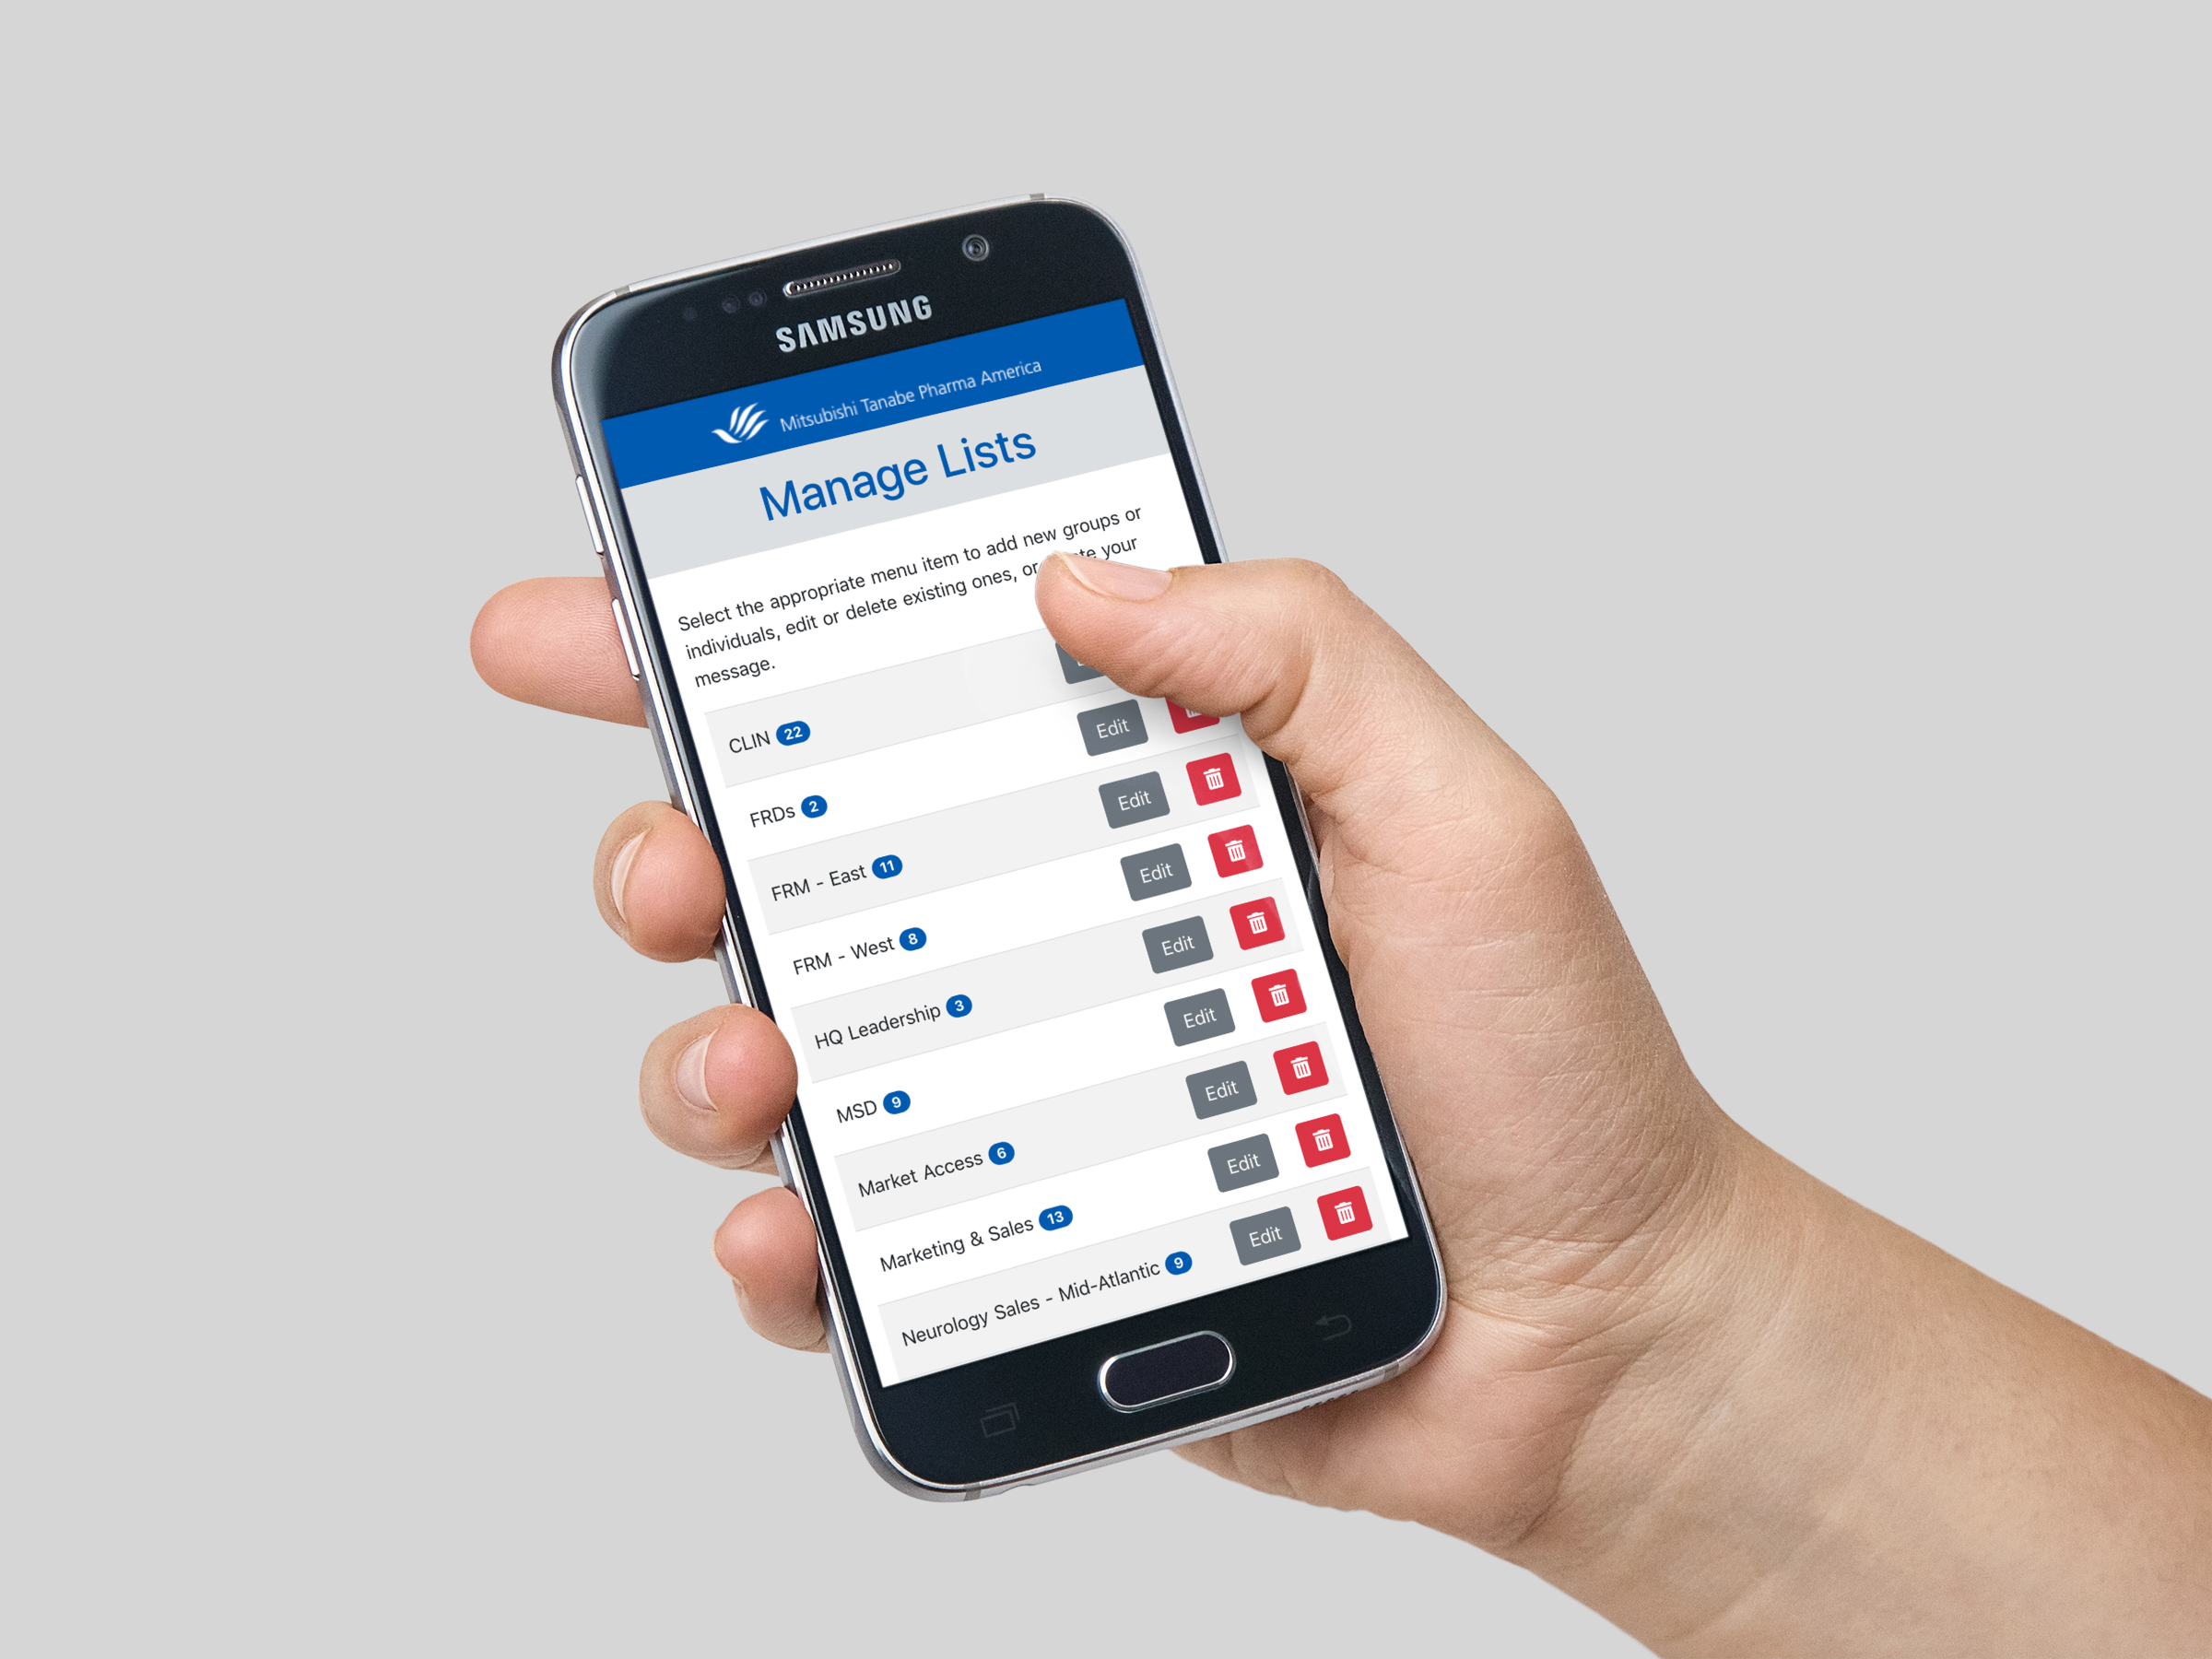 SAMSUNG
Mitsubishi Tanabe Pharma America
Manage Lists
Select the appropriate menu item to add new groups or
individuals, edit or delete existing ones, or your
message.
CLIN 22
FRDs 2 Edit
FRM - East 11 Edit
FRM - West 8 Edit
HQ Leadership 3 Edit
MSD 9 Edit
Market Access 6 Edit
Marketing & Sales 13 Edit
Neurology Sales - Mid-Atlantic 9 Edit